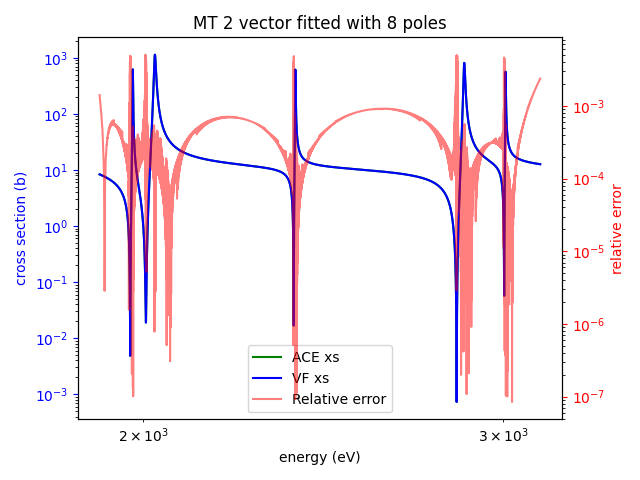 MT 2 vector fitted with 8 poles
10³
10²
10¹
10⁰
10⁻¹
10⁻²
10⁻³
cross section (b)
10⁻³
10⁻⁴
10⁻⁵
10⁻⁶
10⁻⁷
relative error
ACE xs
VF xs
Relative error
2 × 10³
3 × 10³
energy (eV)